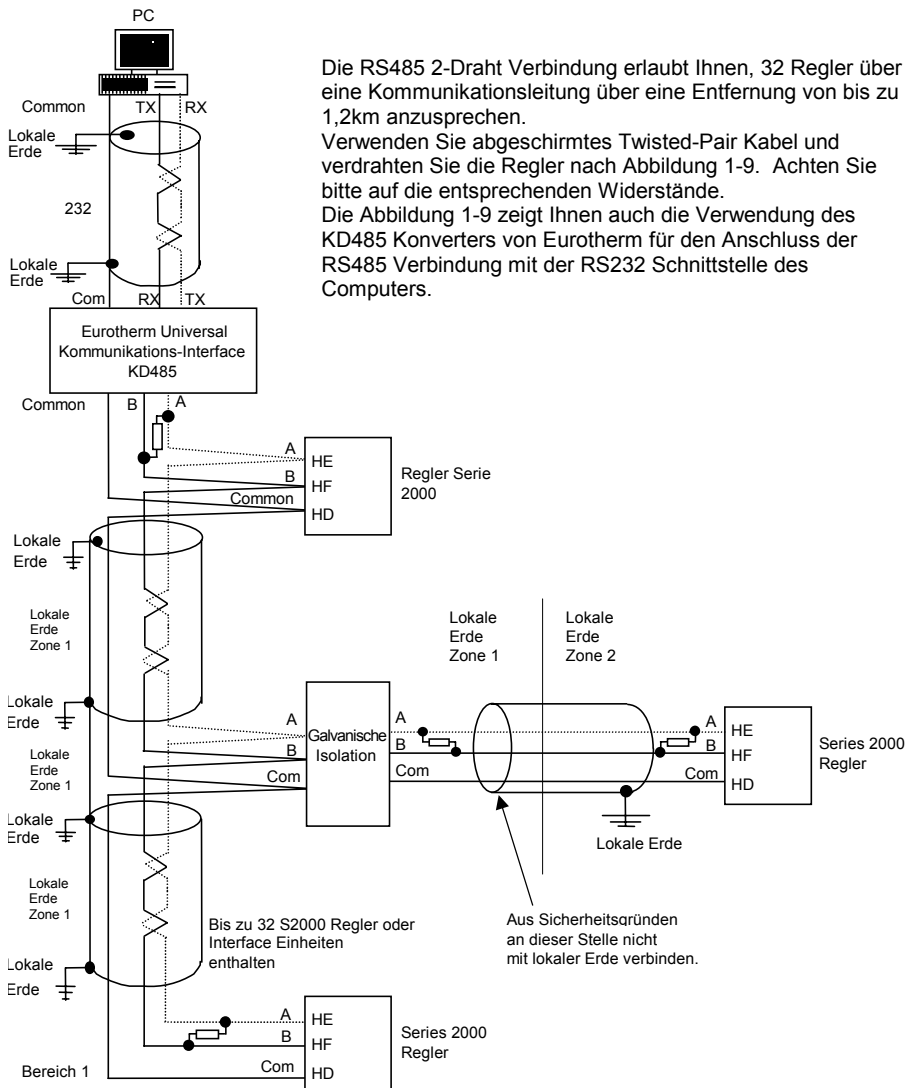 PC
Die RS485 2-Draht Verbindung erlaubt Ihnen, 32 Regler über
eine Kommunikationsleitung über eine Entfernung von bis zu
1,2km anzusprechen.
Verwenden Sie abgeschirmtes Twisted-Pair Kabel und
verdrahten Sie die Regler nach Abbildung 1-9. Achten Sie
bitte auf die entsprechenden Widerstände.
Die Abbildung 1-9 zeigt Ihnen auch die Verwendung des
KD485 Konverters von Eurotherm für den Anschluss der
RS485 Verbindung mit der RS232 Schnittstelle des
Computers.
Common TX RX
Lokale
Erde
232
Lokale
Erde
Com RX TX
Eurotherm Universal
Kommunikations-Interface
KD485
Common B A
A HE
B HF
Common HD
Regler Serie
2000
Lokale
Erde
Lokale
Erde
Zone 1
Lokale
Erde
Zone 1
Lokale
Erde
Zone 2
Lokale
Erde
Lokale
Erde
Zone 1
A
B
Com
Galvanische
Isolation
A
B
Com
A HE
B HF
Com HD
Series 2000
Regler
Lokale Erde
Lokale
Erde
Lokale
Erde
Zone 1
Bis zu 32 S2000 Regler oder
Interface Einheiten
enthalten
Aus Sicherheitsgründen
an dieser Stelle nicht
mit lokaler Erde verbinden.
Lokale
Erde
A HE
B HF
Com HD
Series 2000
Regler
Bereich 1